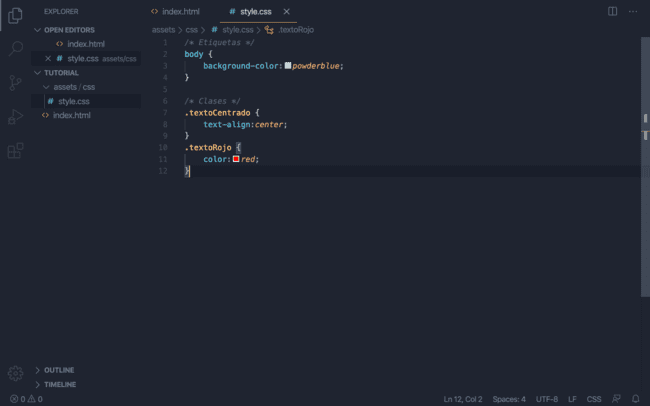 EXPLORER
OPEN EDITORS
index.html
style.css assets/css
TUTORIAL
assets / css
style.css
index.html
OUTLINE
TIMELINE
index.html
style.css
assets > css > style.css > .textoRojo
1 /* Etiquetas */
2 body {
3 background-color: powderblue;
4 }
5
6 /* Clases */
7 .textoCentrado {
8 text-align:center;
9 }
10 .textoRojo {
11 color: red;
12 }
0 0
Ln 12, Col 2 Spaces: 4 UTF-8 LF CSS